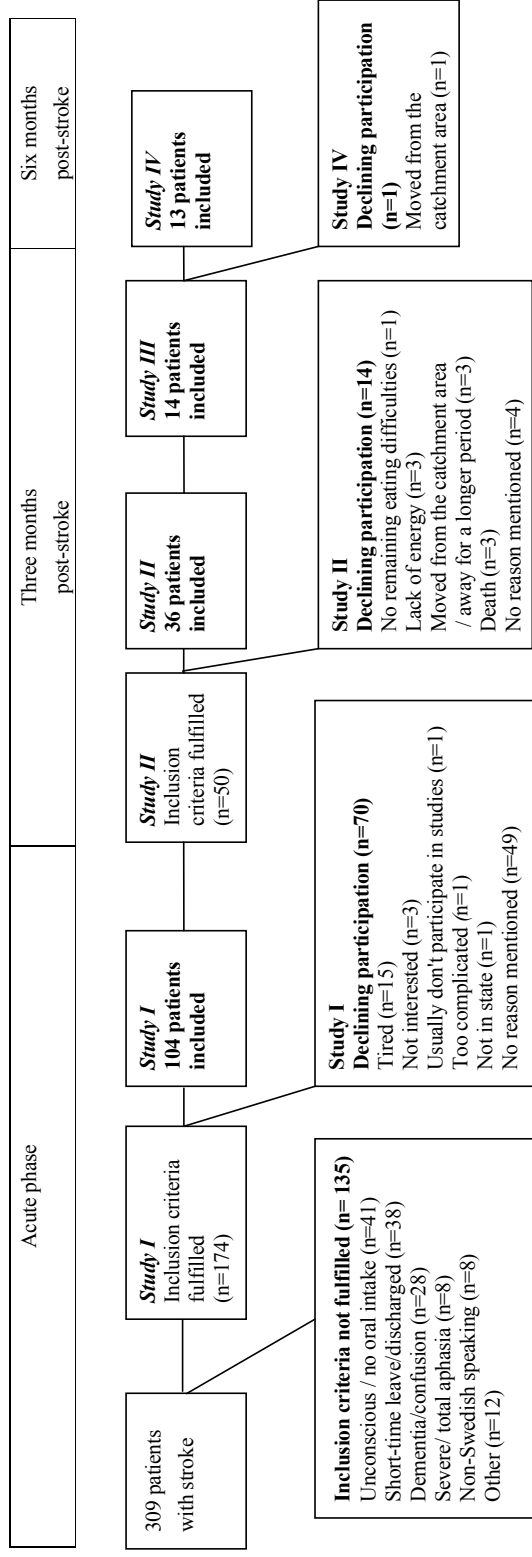 Acute phase
Three months
post-stroke
Six months
post-stroke
309 patients
with stroke
Study I
Inclusion criteria
fulfilled
(n=174)
Study I
104 patients
included
Study II
Inclusion
criteria fulfilled
(n=50)
Study II
36 patients
included
Study III
14 patients
included
Study IV
13 patients
included
Inclusion criteria not fulfilled (n= 135)
Unconscious / no oral intake (n=41)
Short-time leave/discharged (n=38)
Dementia/confusion (n=28)
Severe/ total aphasia (n=8)
Non-Swedish speaking (n=8)
Other (n=12)
Study I
Declining participation (n=70)
Tired (n=15)
Not interested (n=3)
Usually don't participate in studies (n=1)
Too complicated (n=1)
Not in state (n=1)
No reason mentioned (n=49)
Study II
Declining participation (n=14)
No remaining eating difficulties (n=1)
Lack of energy (n=3)
Moved from the catchment area
/ away for a longer period (n=3)
Death (n=3)
No reason mentioned (n=4)
Study IV
Declining participation
(n=1)
Moved from the
catchment area (n=1)